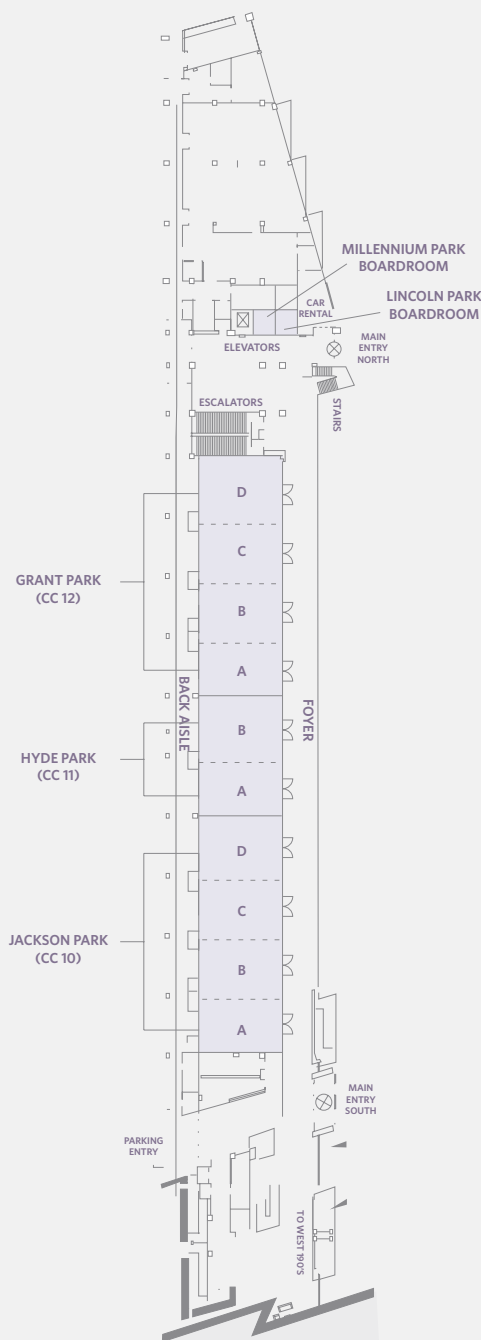 MILLENNIUM PARK
BOARDROOM
LINCOLN PARK
BOARDROOM
CAR
RENTAL
ELEVATORS
MAIN
ENTRY
NORTH
ESCALATORS
STAIRS
D
C
GRANT PARK
(CC 12)
B
A
BACK AISLE
FOYER
B
HYDE PARK
(CC 11)
A
D
C
JACKSON PARK
(CC 10)
B
A
MAIN
ENTRY
SOUTH
PARKING
ENTRY
TO WEST 190'S